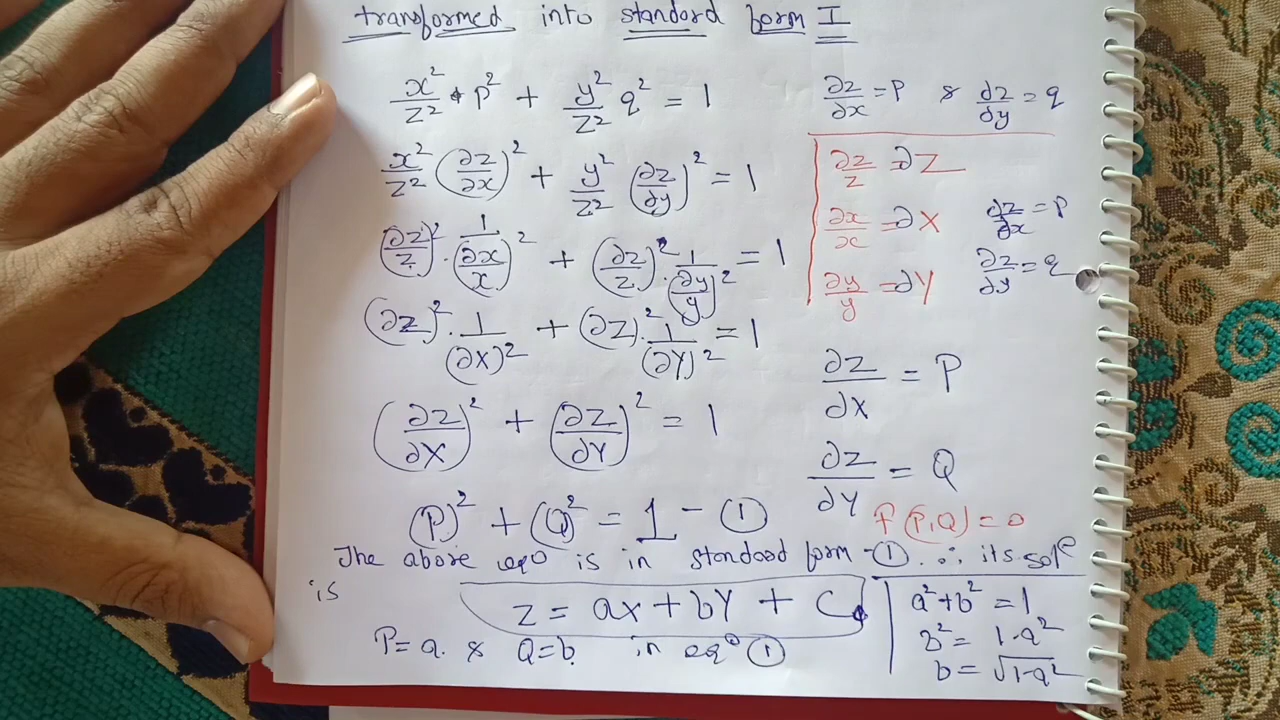 transformed into standard form I
x²/z² · p² + y²/z² q² = 1
∂z/∂x = p & ∂z/∂y = q
x²/z² (∂z/∂x)² + y²/z² (∂z/∂y)² = 1
∂z/z = ∂Z
(∂z/z)² · 1/(∂x/x)² + (∂z/z)² · 1/(∂y/y)² = 1
∂x/x = ∂X
∂z/∂x = p
∂y/y = ∂Y
∂z/∂y = q
(∂Z)² · 1/(∂X)² + (∂Z)² · 1/(∂Y)² = 1
∂Z/∂X = P
(∂Z/∂X)² + (∂Z/∂Y)² = 1
∂Z/∂Y = Q
(P)² + (Q)² = 1 - ①
f(P,Q) = 0
The above eqn is in standard form - ① . ∴ its soln
is
z = ax + bY + c.
P = a. & Q = b. in eqn ①
a² + b² = 1
b² = 1-a²
b = √1-a²